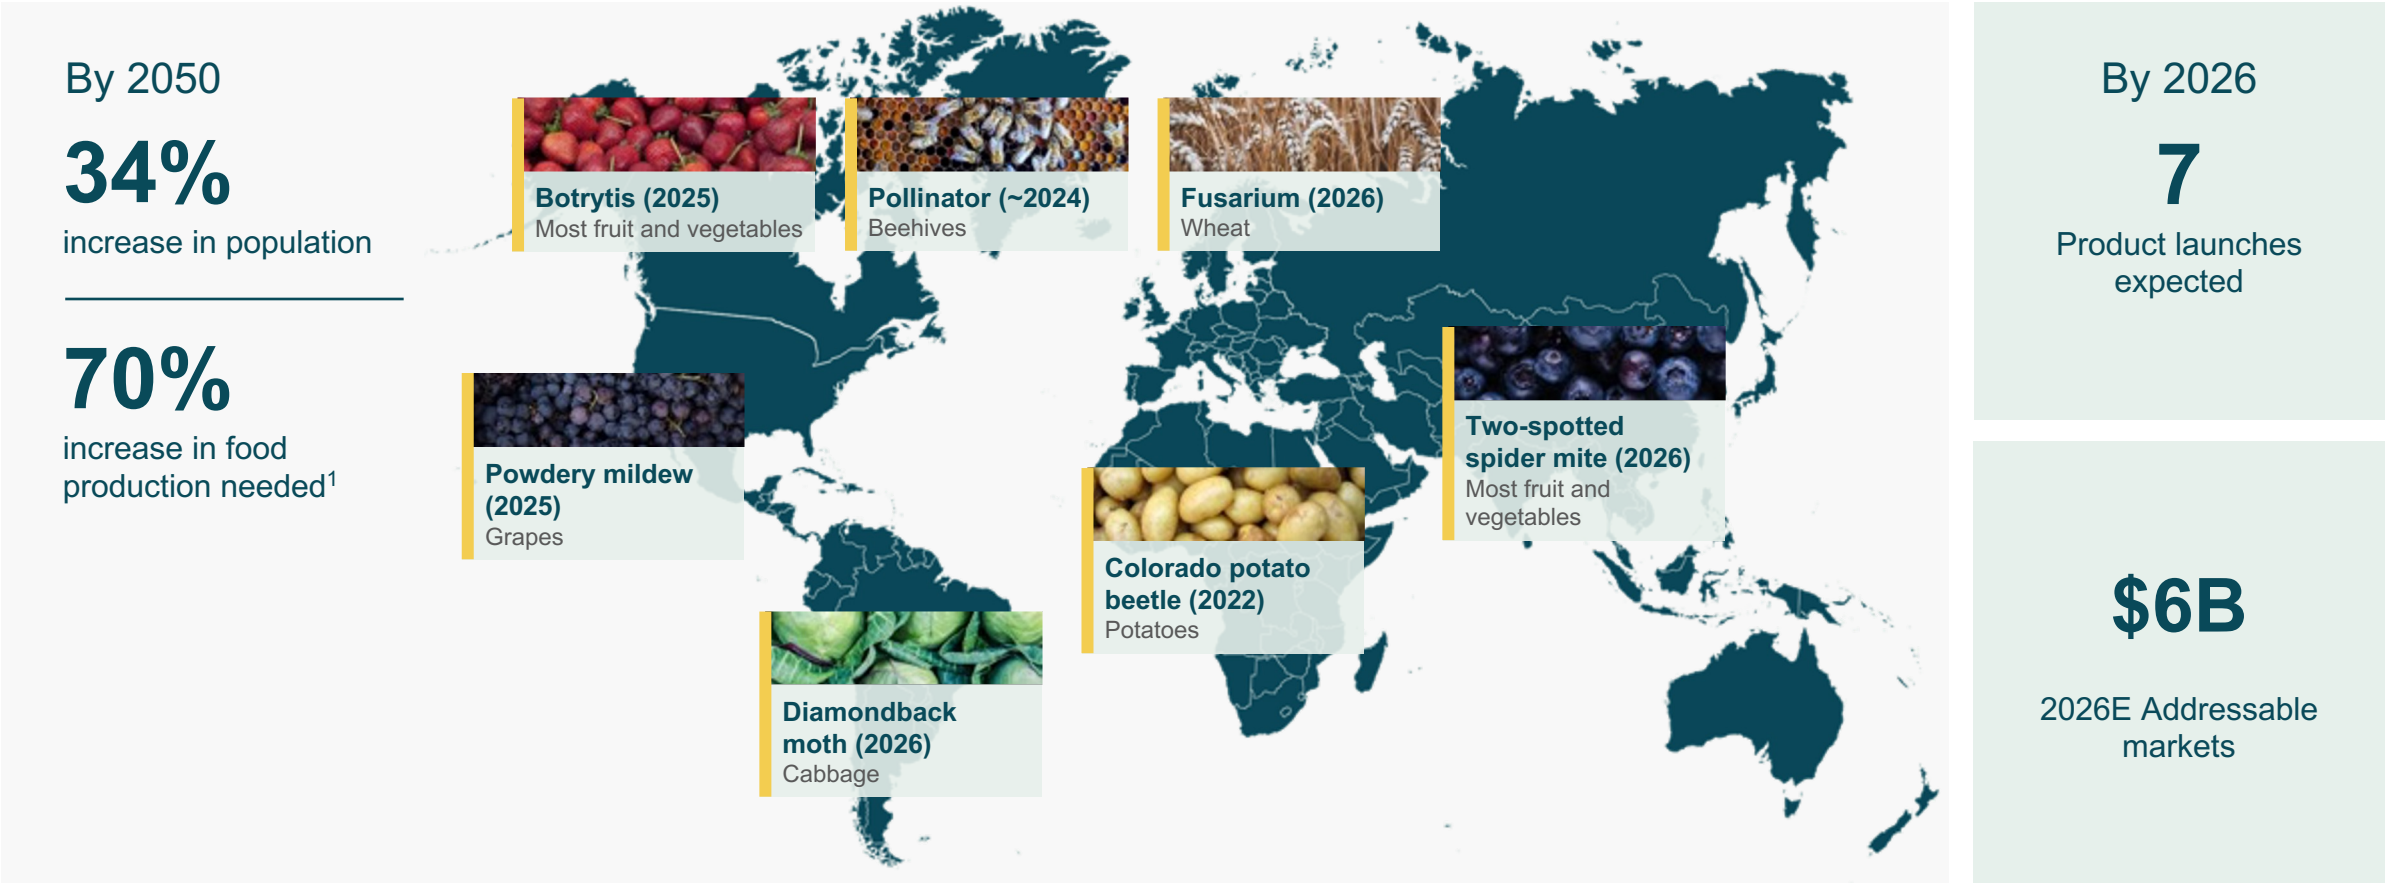 By 2050
34%
increase in population
70%
increase in food
production needed1
Botrytis (2025)
Most fruit and vegetables
Pollinator (~2024)
Beehives
Fusarium (2026)
Wheat
Powdery mildew
(2025)
Grapes
Two-spotted
spider mite (2026)
Most fruit and
vegetables
Colorado potato
beetle (2022)
Potatoes
Diamondback
moth (2026)
Cabbage
By 2026
7
Product launches
expected
$6B
2026E Addressable
markets